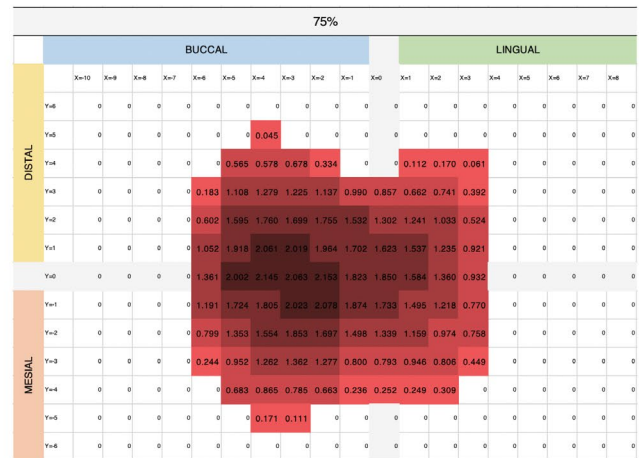 75%
BUCCAL LINGUAL
X=-10 X=-9 X=-8 X=-7 X=-6 X=-5 X=-4 X=-3 X=-2 X=-1 X=0 X=1 X=2 X=3 X=4 X=5 X=6 X=7 X=8
DISTAL
Y=6 0 0 0 0 0 0 0 0 0 0 0 0 0 0 0 0 0 0 0
Y=5 0 0 0 0 0 0 0.045 0 0 0 0 0 0 0 0 0 0 0 0
Y=4 0 0 0 0 0 0.565 0.578 0.678 0.334 0 0 0.112 0.170 0.061 0 0 0 0 0
Y=3 0 0 0 0 0.183 1.108 1.279 1.225 1.137 0.990 0.857 0.662 0.741 0.392 0 0 0 0 0
Y=2 0 0 0 0 0.602 1.595 1.760 1.699 1.755 1.532 1.302 1.241 1.033 0.524 0 0 0 0 0
Y=1 0 0 0 0 1.052 1.918 2.061 2.019 1.964 1.702 1.623 1.537 1.235 0.921 0 0 0 0 0
Y=0 0 0 0 0 1.361 2.002 2.145 2.063 2.153 1.823 1.850 1.584 1.360 0.932 0 0 0 0 0
MESIAL
Y=-1 0 0 0 0 1.191 1.724 1.805 2.023 2.078 1.874 1.733 1.495 1.218 0.770 0 0 0 0 0
Y=-2 0 0 0 0 0.799 1.353 1.554 1.853 1.697 1.498 1.339 1.159 0.974 0.758 0 0 0 0 0
Y=-3 0 0 0 0 0.244 0.952 1.262 1.362 1.277 0.800 0.793 0.946 0.806 0.449 0 0 0 0 0
Y=-4 0 0 0 0 0 0.683 0.865 0.785 0.663 0.236 0.252 0.249 0.309 0 0 0 0 0 0
Y=-5 0 0 0 0 0 0 0.171 0.111 0 0 0 0 0 0 0 0 0 0 0
Y=-6 0 0 0 0 0 0 0 0 0 0 0 0 0 0 0 0 0 0 0